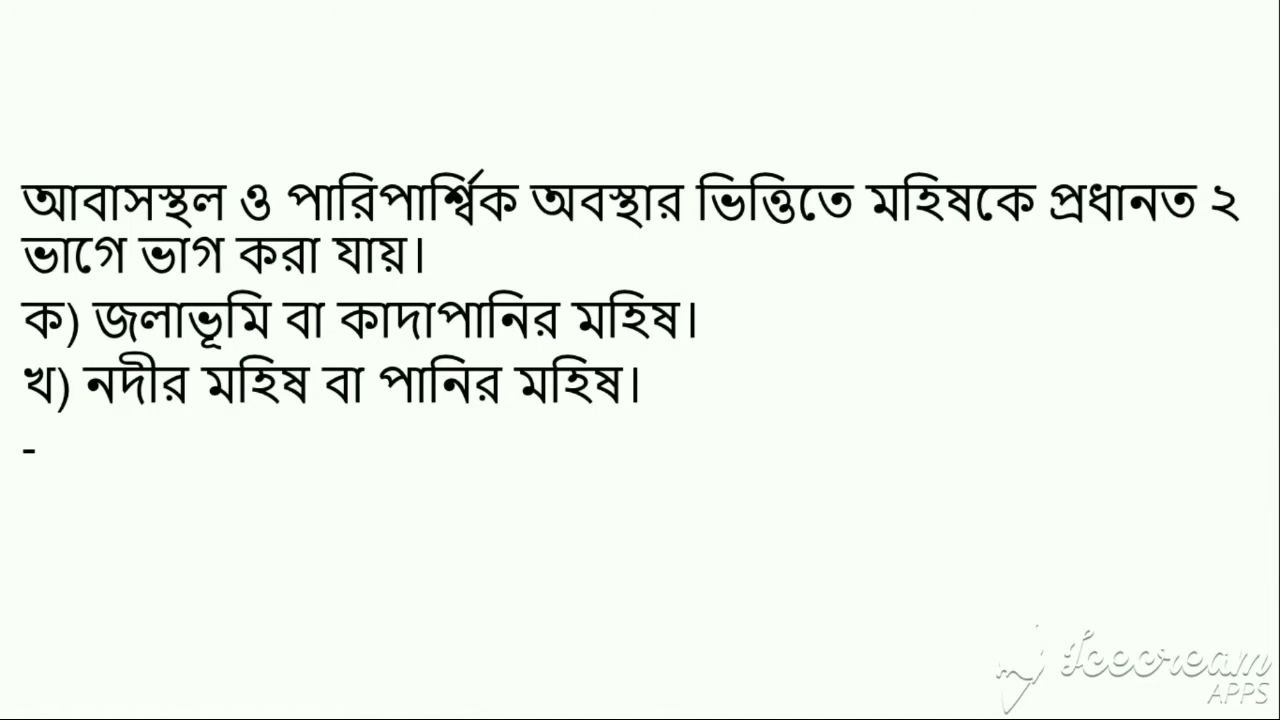 আবাসস্থল ও পারিপার্শ্বিক অবস্থার ভিত্তিতে মহিষকে প্রধানত ২
ভাগে ভাগ করা যায়।
ক) জলাভূমি বা কাদাপানির মহিষ।
খ) নদীর মহিষ বা পানির মহিষ।
-
Icecream
APPS